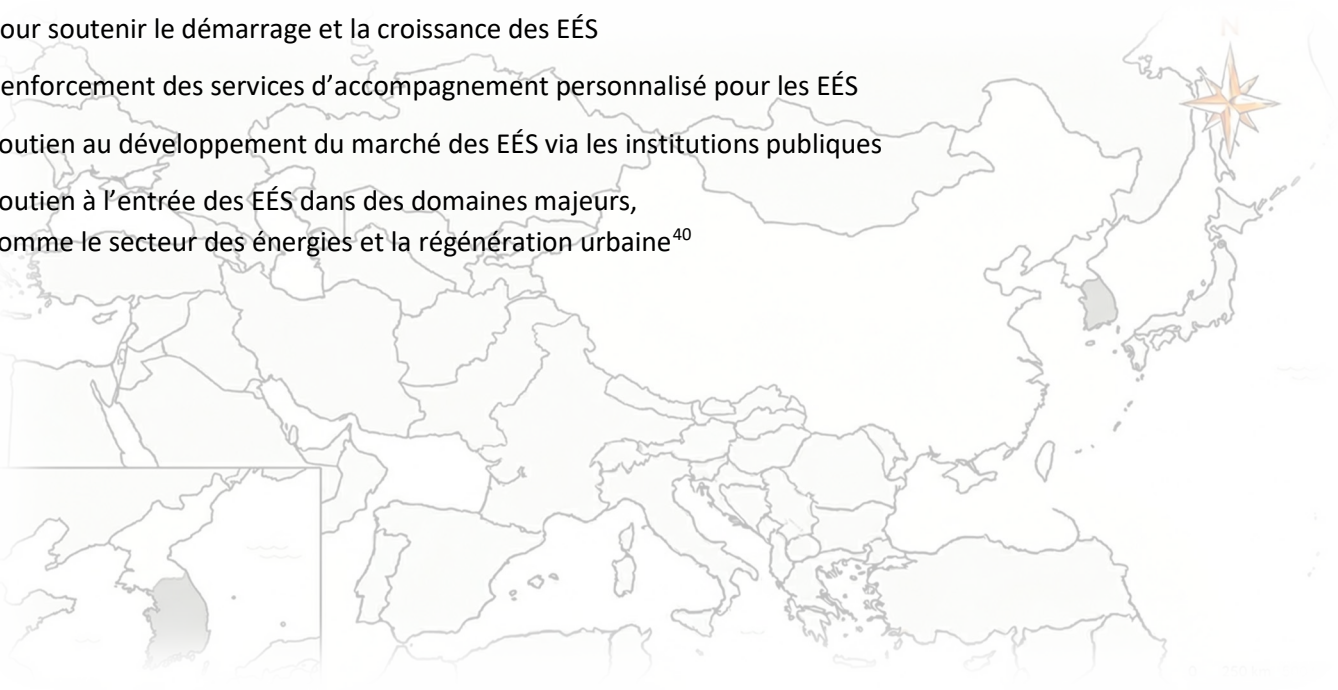 our soutenir le démarrage et la croissance des EÉS
enforcement des services d’accompagnement personnalisé pour les EÉS
outien au développement du marché des EÉS via les institutions publiques
outien à l’entrée des EÉS dans des domaines majeurs,
omme le secteur des énergies et la régénération urbaine⁴⁰
N